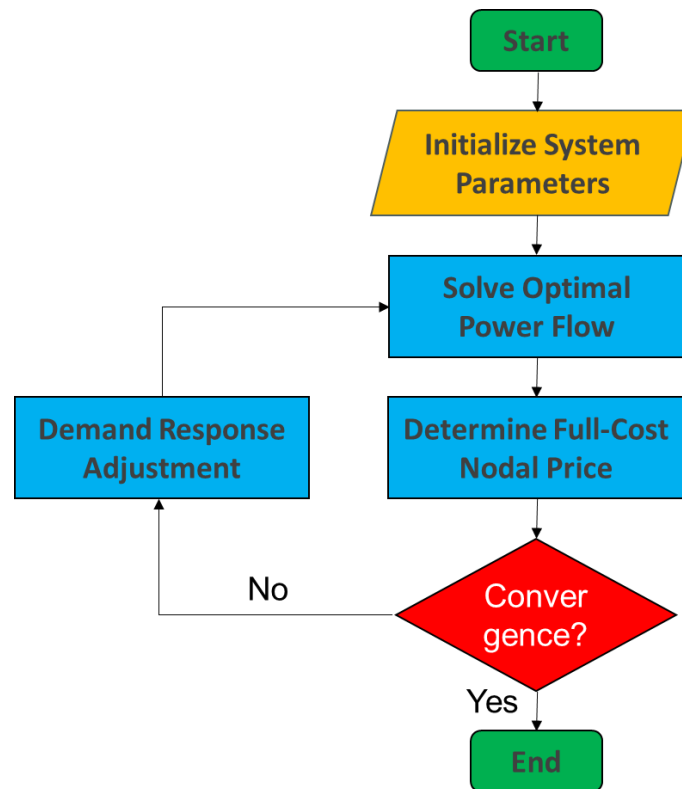 Start
Initialize System
Parameters
Solve Optimal
Power Flow
Demand Response
Adjustment
Determine Full-Cost
Nodal Price
No
Conver
gence?
Yes
End